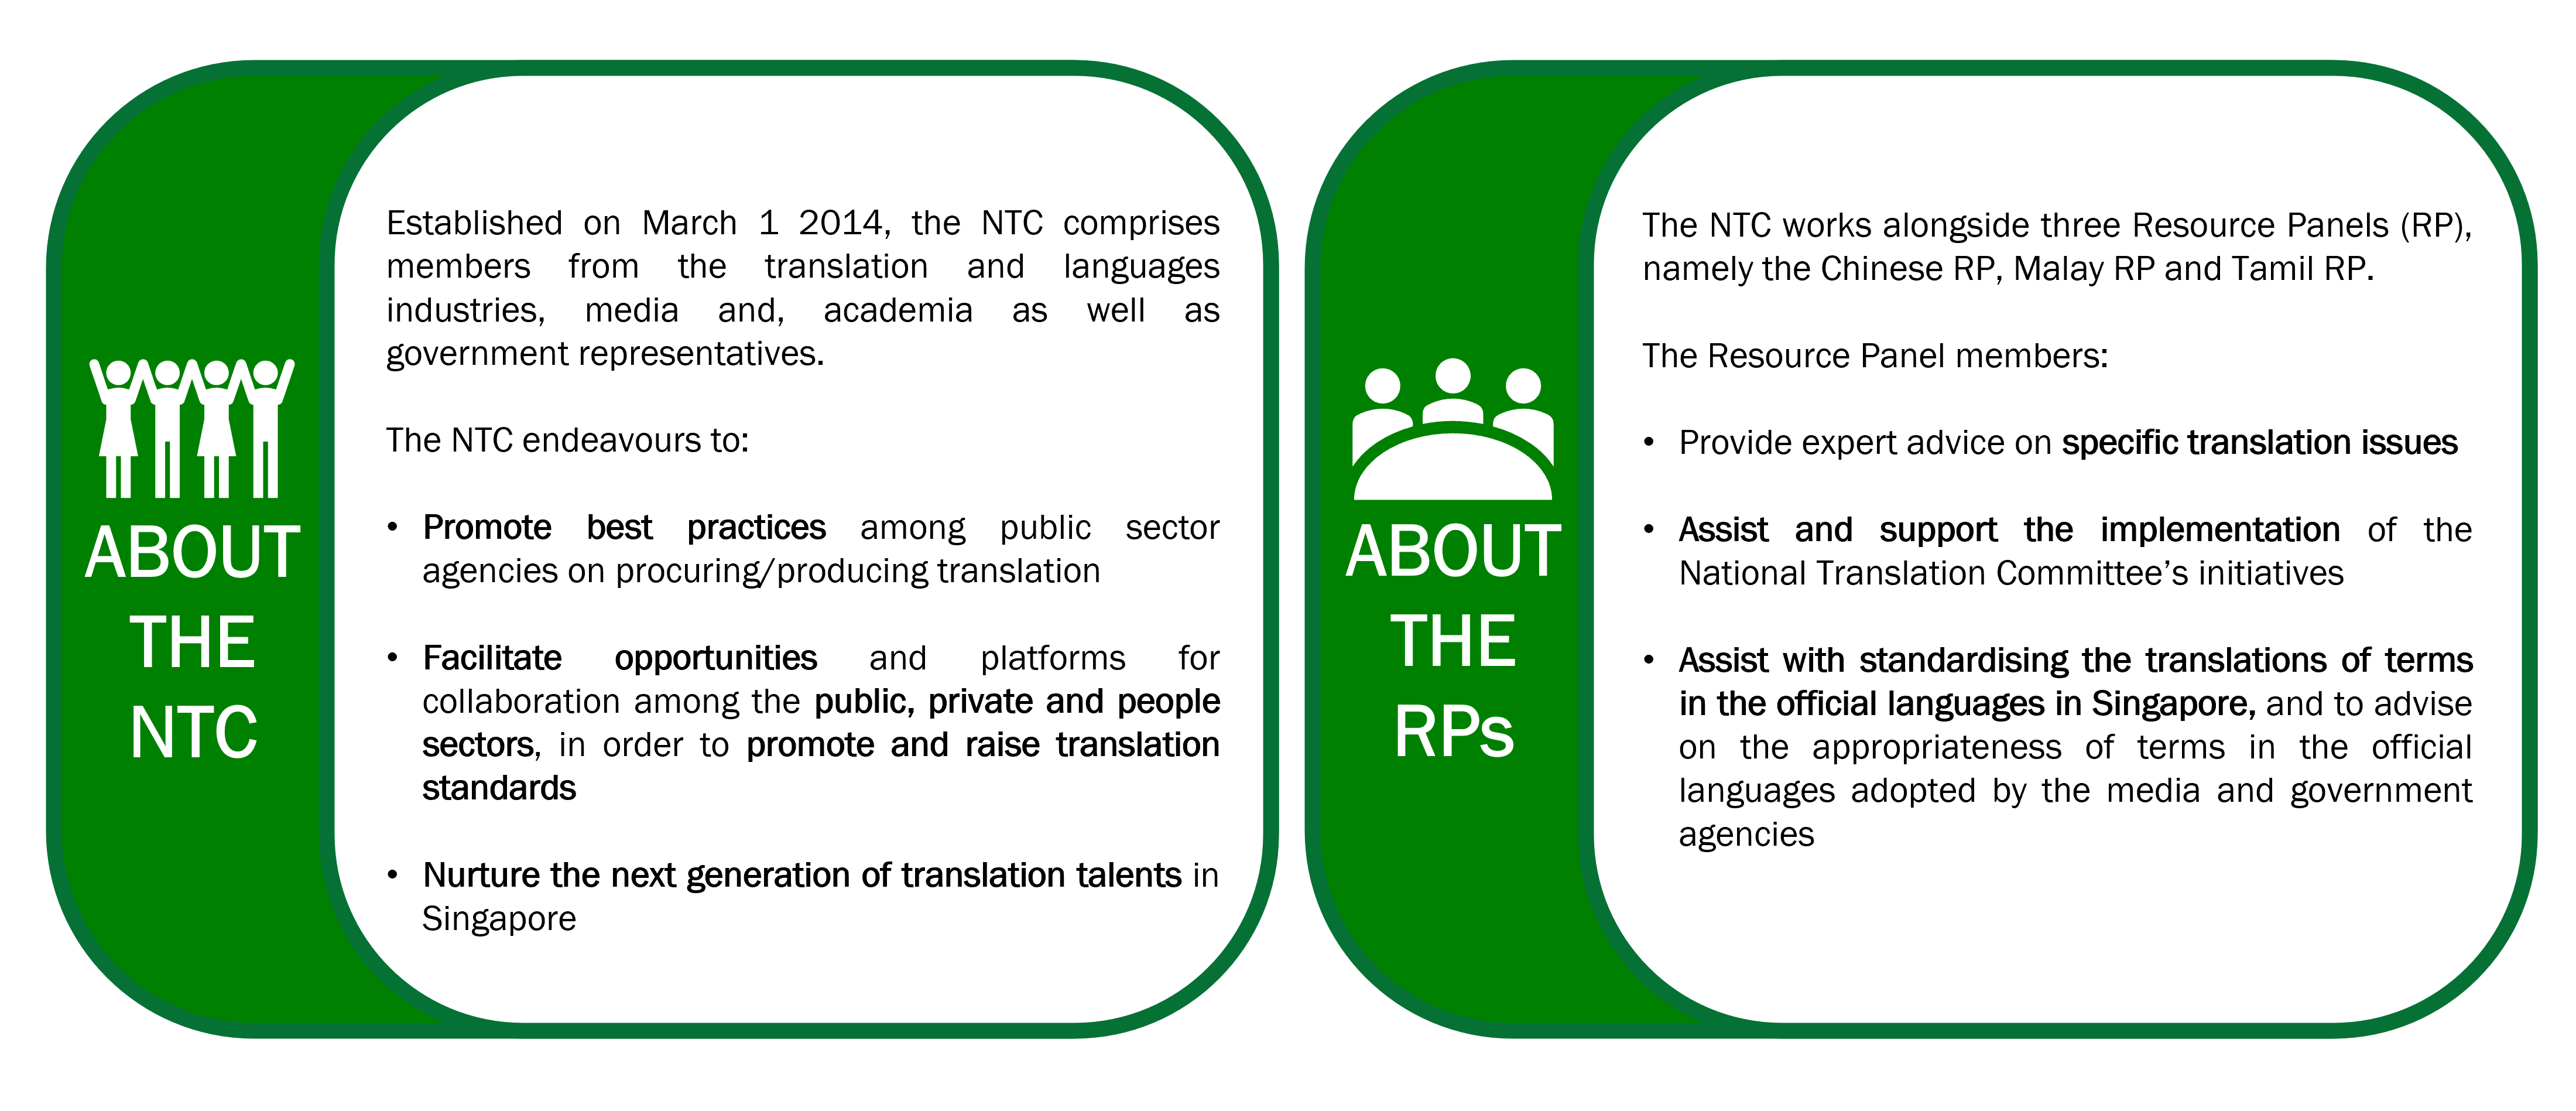 ABOUT
THE
NTC
Established on March 1 2014, the NTC comprises
members from the translation and languages
industries, media and, academia as well as
government representatives.
The NTC endeavours to:
• Promote best practices among public sector
agencies on procuring/producing translation
• Facilitate opportunities and platforms for
collaboration among the public, private and people
sectors, in order to promote and raise translation
standards
• Nurture the next generation of translation talents in
Singapore
ABOUT
THE
RPs
The NTC works alongside three Resource Panels (RP),
namely the Chinese RP, Malay RP and Tamil RP.
The Resource Panel members:
• Provide expert advice on specific translation issues
• Assist and support the implementation of the
National Translation Committee’s initiatives
• Assist with standardising the translations of terms
in the official languages in Singapore, and to advise
on the appropriateness of terms in the official
languages adopted by the media and government
agencies